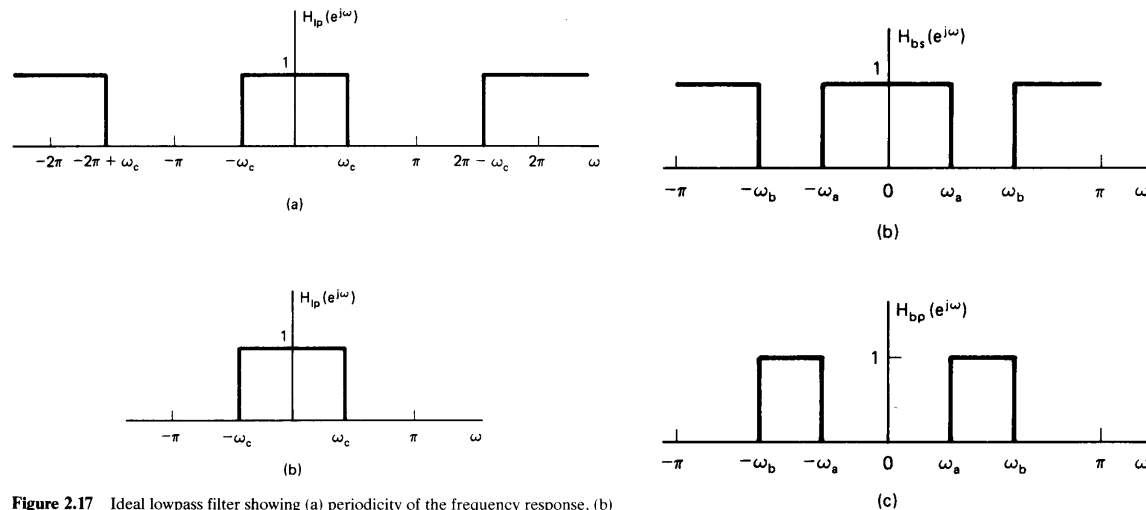 H_lp(e^jω)
1
−2π −2π + ω_c −π −ω_c ω_c π 2π − ω_c 2π ω
(a)
H_lp(e^jω)
1
−π −ω_c ω_c π ω
(b)
Figure 2.17 Ideal lowpass filter showing (a) periodicity of the frequency response, (b)
H_bs(e^jω)
1
−π −ω_b −ω_a 0 ω_a ω_b π ω
(b)
H_bp(e^jω)
1
−π −ω_b −ω_a 0 ω_a ω_b π ω
(c)